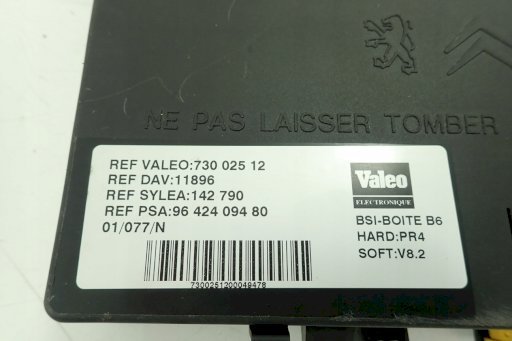 NE PAS LAISSER TOMBER
REF VALEO:730 025 12
REF DAV:11896
REF SYLEA:142 790
REF PSA:96 424 094 80
01/077/N
7300251200049478
Valeo
ELECTRONIQUE
BSI-BOITE B6
HARD:PR4
SOFT:V8.2